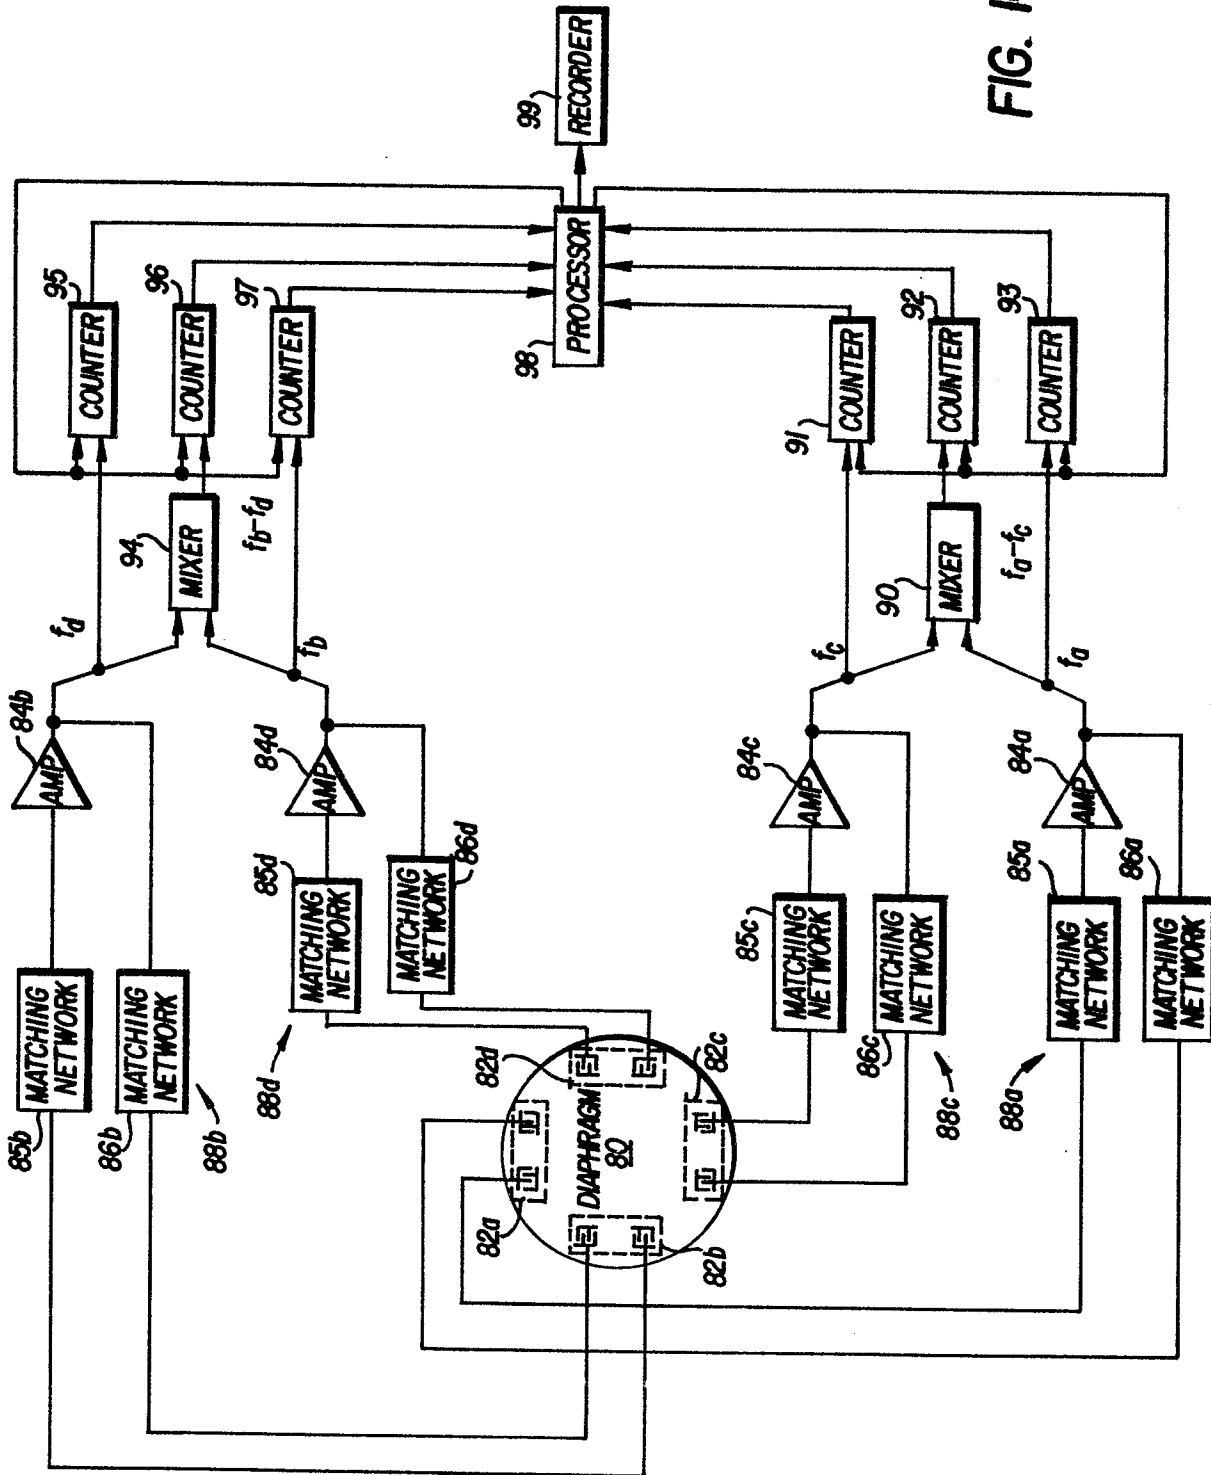 84b
AMP
f_d
94
MIXER
f_b-f_d
95
COUNTER
96
COUNTER
97
COUNTER
85b
MATCHING
NETWORK
86b
MATCHING
NETWORK
88b
84d
AMP
f_b
85d
MATCHING
NETWORK
86d
MATCHING
NETWORK
88d
98
PROCESSOR
99
RECORDER
82d
82a
DIAPHRAGM
80
82b
82c
84c
AMP
f_c
90
MIXER
f_a-f_c
91
COUNTER
92
COUNTER
93
COUNTER
85c
MATCHING
NETWORK
86c
MATCHING
NETWORK
88c
84a
AMP
f_a
85a
MATCHING
NETWORK
86a
MATCHING
NETWORK
88a
FIG.